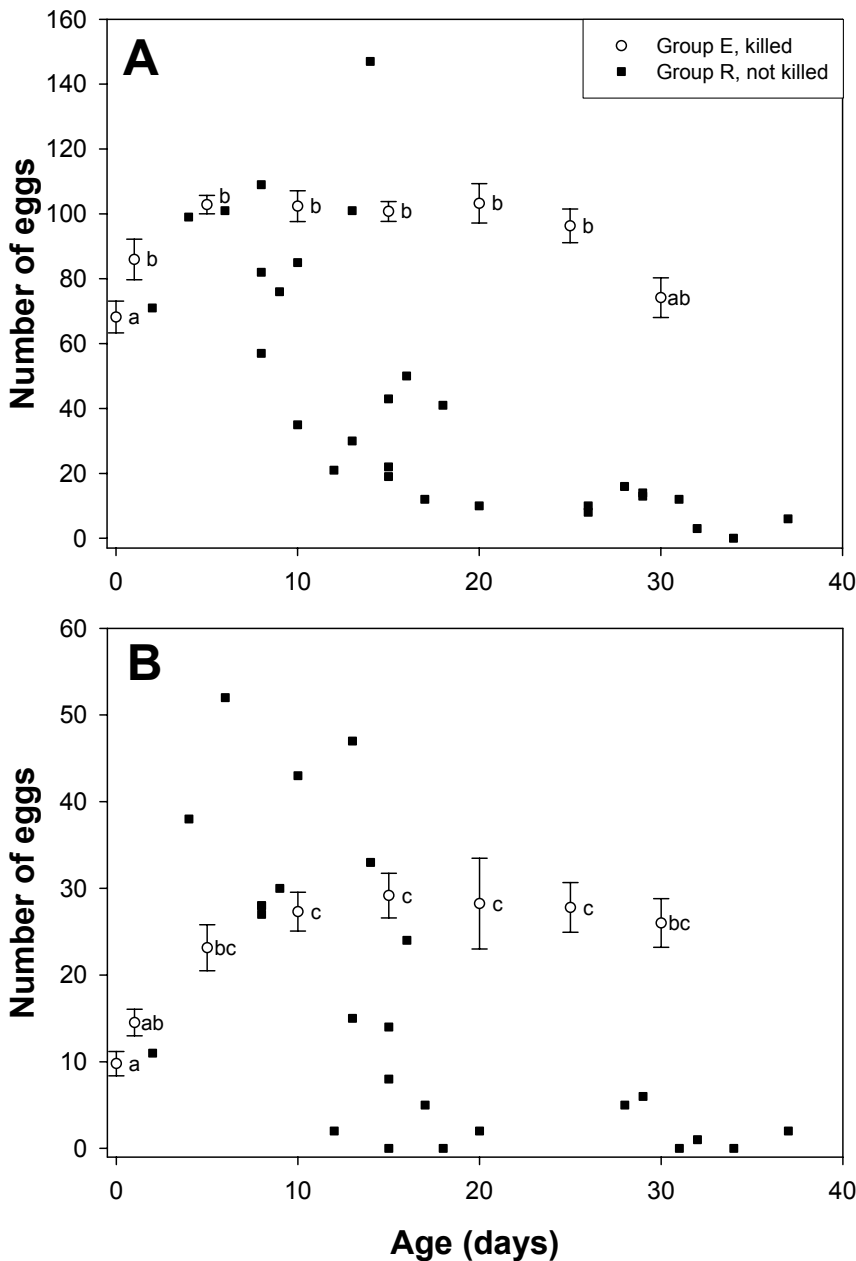 A
Group E, killed
Group R, not killed
Number of eggs
160
140
120
100
80
60
40
20
0
a
b
b
b
b
b
b
ab
0
10
20
30
40
B
Number of eggs
60
50
40
30
20
10
0
a
ab
bc
c
c
c
c
bc
0
10
20
30
40
Age (days)